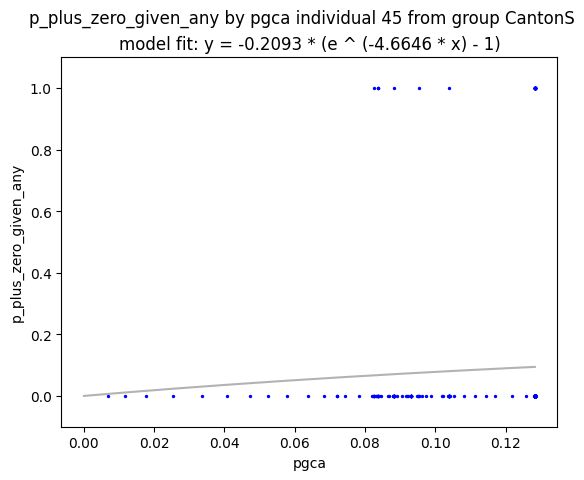 p_plus_zero_given_any by pgca individual 45 from group CantonS
model fit: y = -0.2093 * (e ^ (-4.6646 * x) - 1)
1.0
0.8
0.6
0.4
0.2
0.0
p_plus_zero_given_any
0.00 0.02 0.04 0.06 0.08 0.10 0.12
pgca